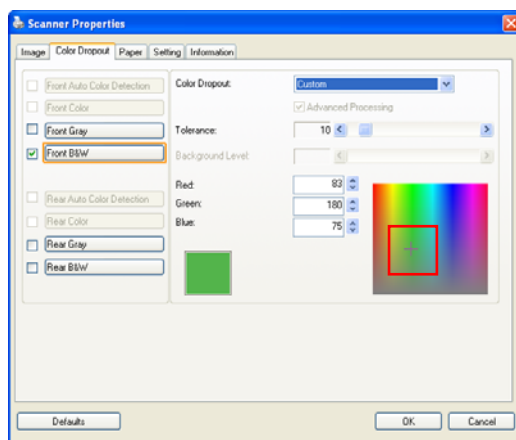 Scanner Properties
Image Color Dropout Paper Setting Information
Front Auto Color Detection
Front Color
Front Gray
Front B&W
Rear Auto Color Detection
Rear Color
Rear Gray
Rear B&W
Color Dropout: Custom
Advanced Processing
Tolerance: 10
Background Level:
Red: 83
Green: 180
Blue: 75
Defaults OK Cancel